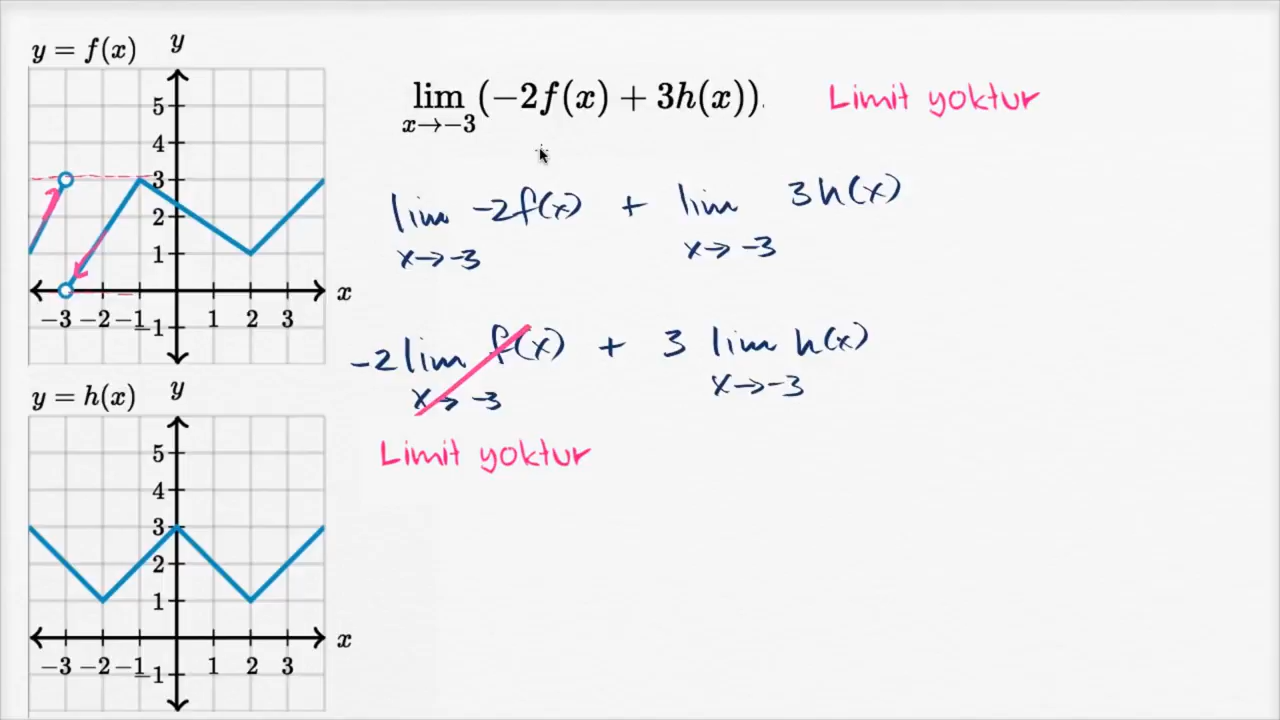 y = f(x)
y
5
4
3
2
1
-3 -2 -1 1 2 3
x
-1
y = h(x)
y
5
4
3
2
1
-3 -2 -1 1 2 3
x
-1
lim (-2f(x) + 3h(x)). Limit yoktur
x→-3
lim -2f(x) + lim 3h(x)
x→-3 x→-3
-2 lim f(x) + 3 lim h(x)
x→-3 x→-3
Limit yoktur